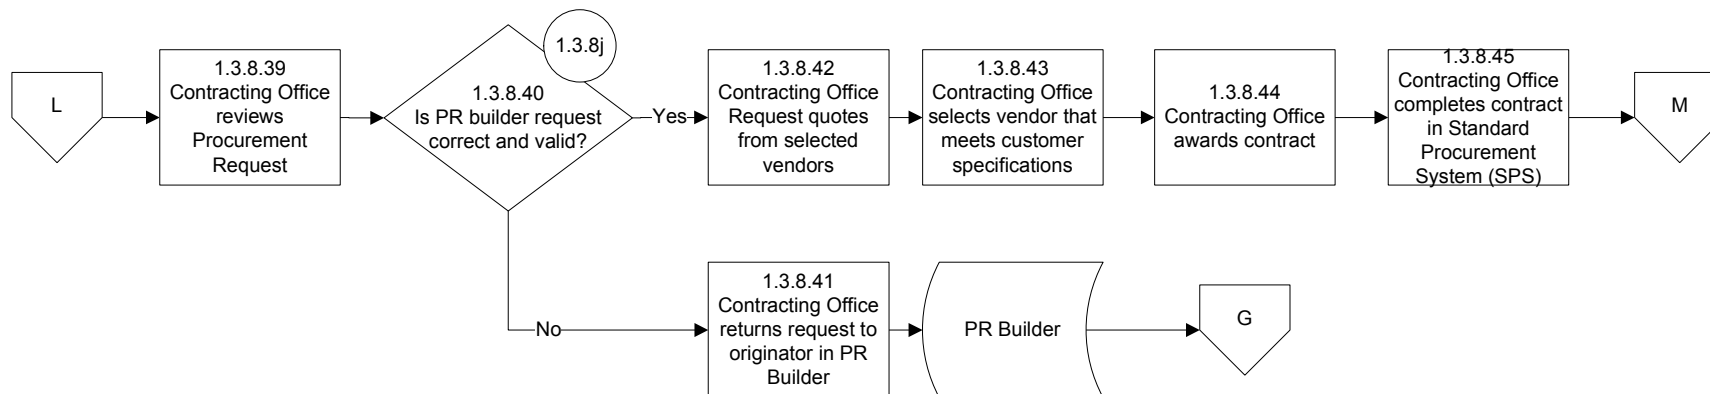 L
1.3.8.39
Contracting Office
reviews
Procurement
Request
1.3.8j
1.3.8.40
Is PR builder request
correct and valid?
Yes
1.3.8.42
Contracting Office
Request quotes
from selected
vendors
1.3.8.43
Contracting Office
selects vendor that
meets customer
specifications
1.3.8.44
Contracting Office
awards contract
1.3.8.45
Contracting Office
completes contract
in Standard
Procurement
System (SPS)
M
No
1.3.8.41
Contracting Office
returns request to
originator in PR
Builder
PR Builder
G